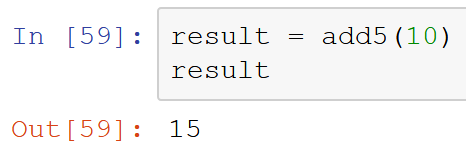 In [59]: result = add5(10)
result
Out[59]: 15